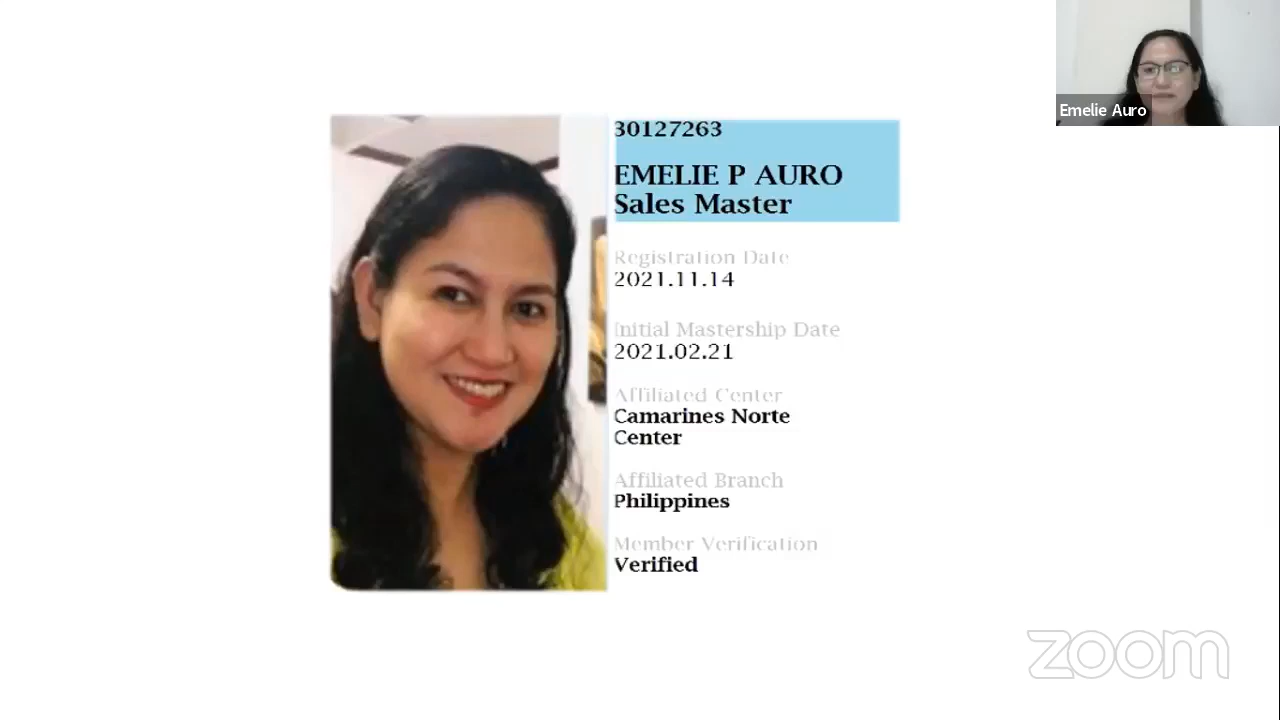 Emelie Auro
30127263
EMELIE P AURO
Sales Master
Registration Date
2021.11.14
Initial Mastership Date
2021.02.21
Affiliated Center
Camarines Norte
Center
Affiliated Branch
Philippines
Member Verification
Verified
zoom